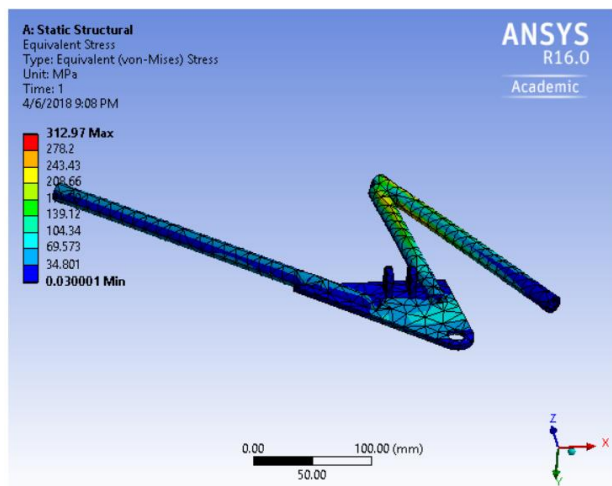 A: Static Structural
Equivalent Stress
Type: Equivalent (von-Mises) Stress
Unit: MPa
Time: 1
4/6/2018 9:08 PM
ANSYS
R16.0
Academic
312.97 Max
278.2
243.43
208.66
139.12
104.34
69.573
34.801
0.030001 Min
0.00 100.00 (mm)
50.00
Z
X
Y